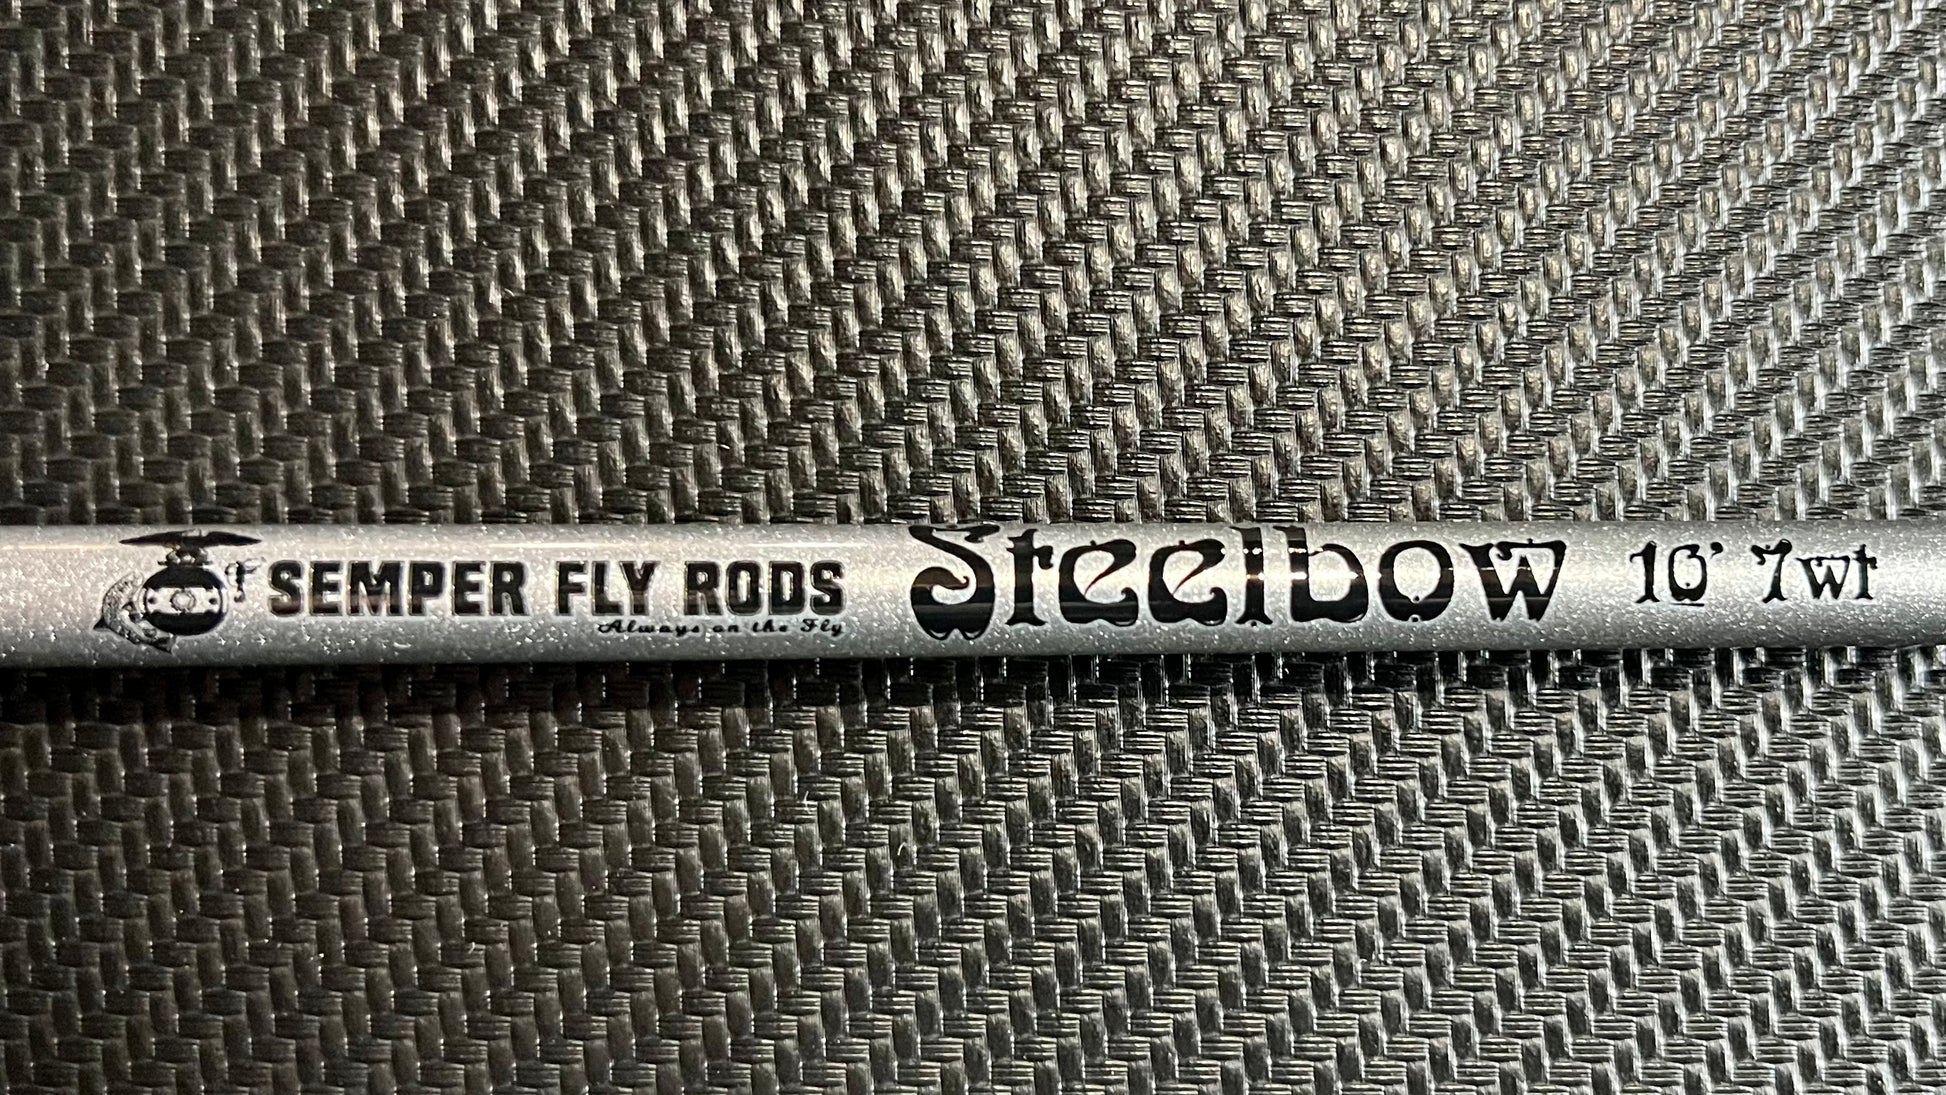 SEMPER FLY RODS
Always on the Fly
Steelbow 10' 7wt